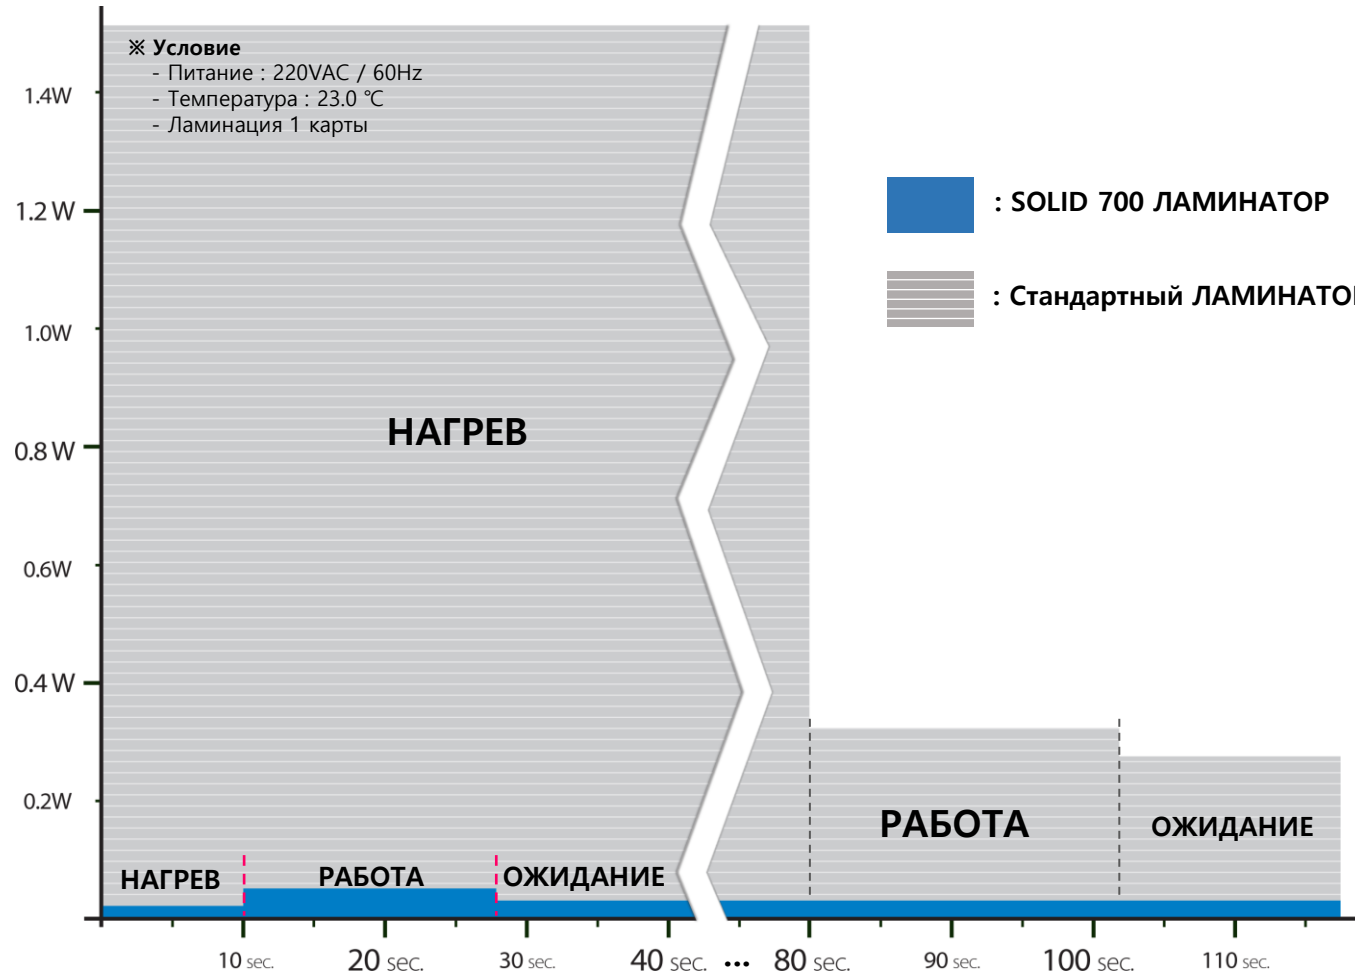 ※ Условие
- Питание : 220VAC / 60Hz
- Температура : 23.0 ℃
- Ламинация 1 карты
1.4W
1.2 W
1.0W
0.8 W
0.6W
0.4 W
0.2W
: SOLID 700 ЛАМИНАТОР
: Стандартный ЛАМИНАТО
НАГРЕВ
РАБОТА
ОЖИДАНИЕ
НАГРЕВ
РАБОТА
ОЖИДАНИЕ
10 sec. 20 sec. 30 sec. 40 sec. ... 80 sec. 90 sec. 100 sec. 110 sec.